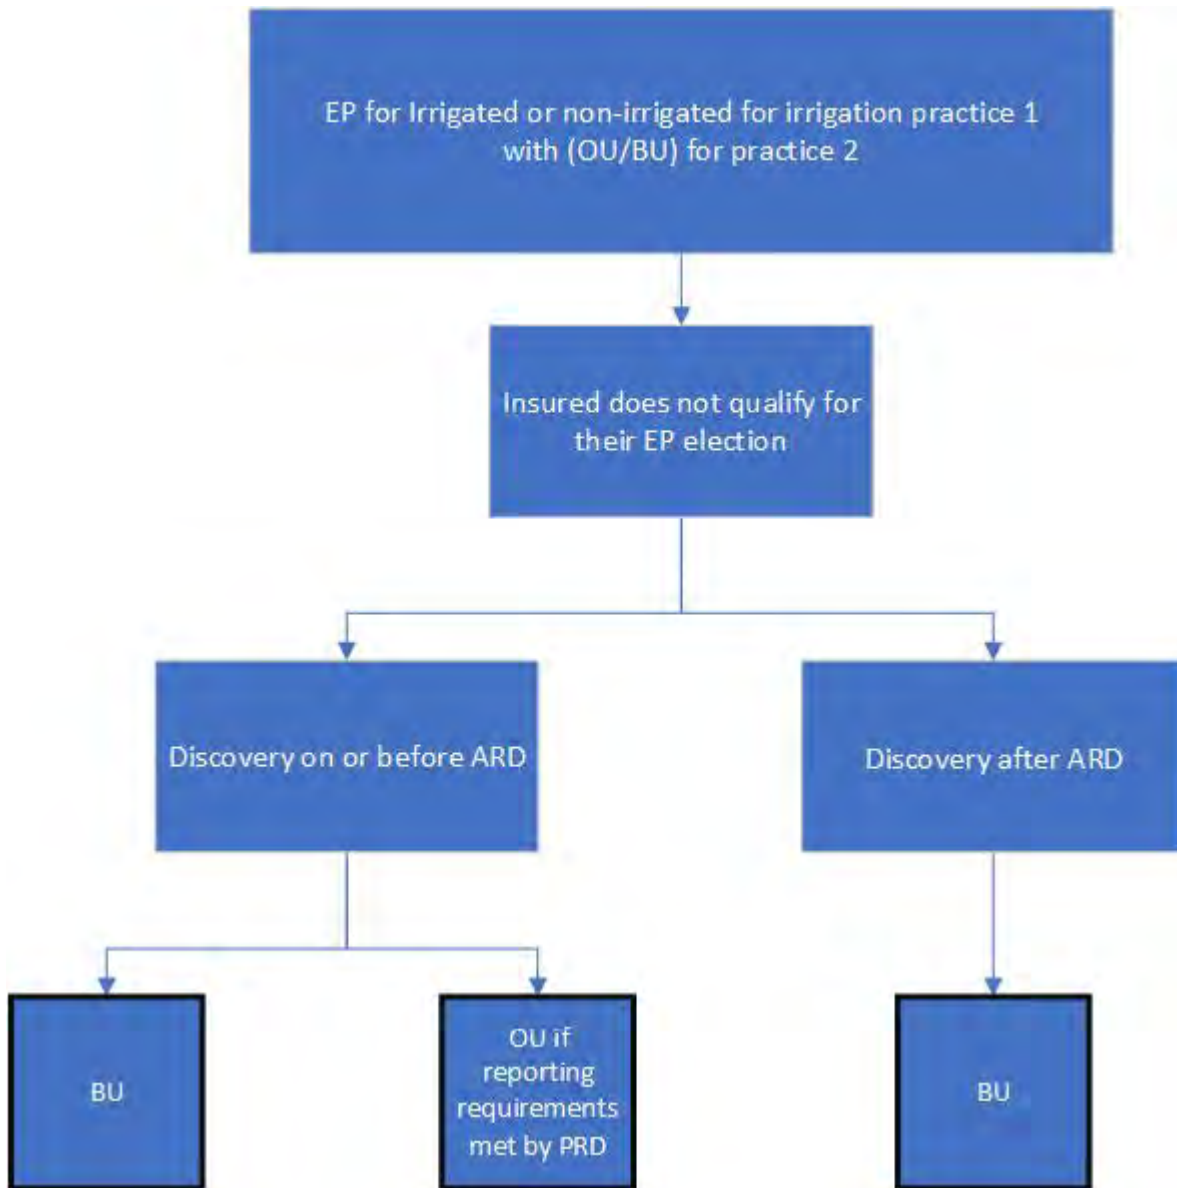 EP for Irrigated or non-irrigated for irrigation practice 1
with (OU/BU) for practice 2
Insured does not qualify for
their EP election
Discovery on or before ARD
Discovery after ARD
BU
OU if
reporting
requirements
met by PRD
BU